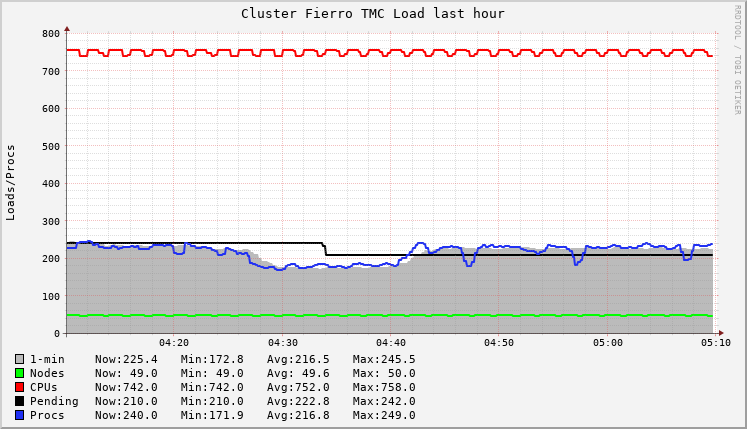 Cluster Fierro TMC Load last hour
RRDTOOL / TOBI OETIKER
Loads/Procs
800
700
600
500
400
300
200
100
0
04:20 04:30 04:40 04:50 05:00 05:10
1-min Now:225.4 Min:172.8 Avg:216.5 Max:245.5
Nodes Now: 49.0 Min: 49.0 Avg: 49.6 Max: 50.0
CPUs Now:742.0 Min:742.0 Avg:752.0 Max:758.0
Pending Now:210.0 Min:210.0 Avg:222.8 Max:242.0
Procs Now:240.0 Min:171.9 Avg:216.8 Max:249.0